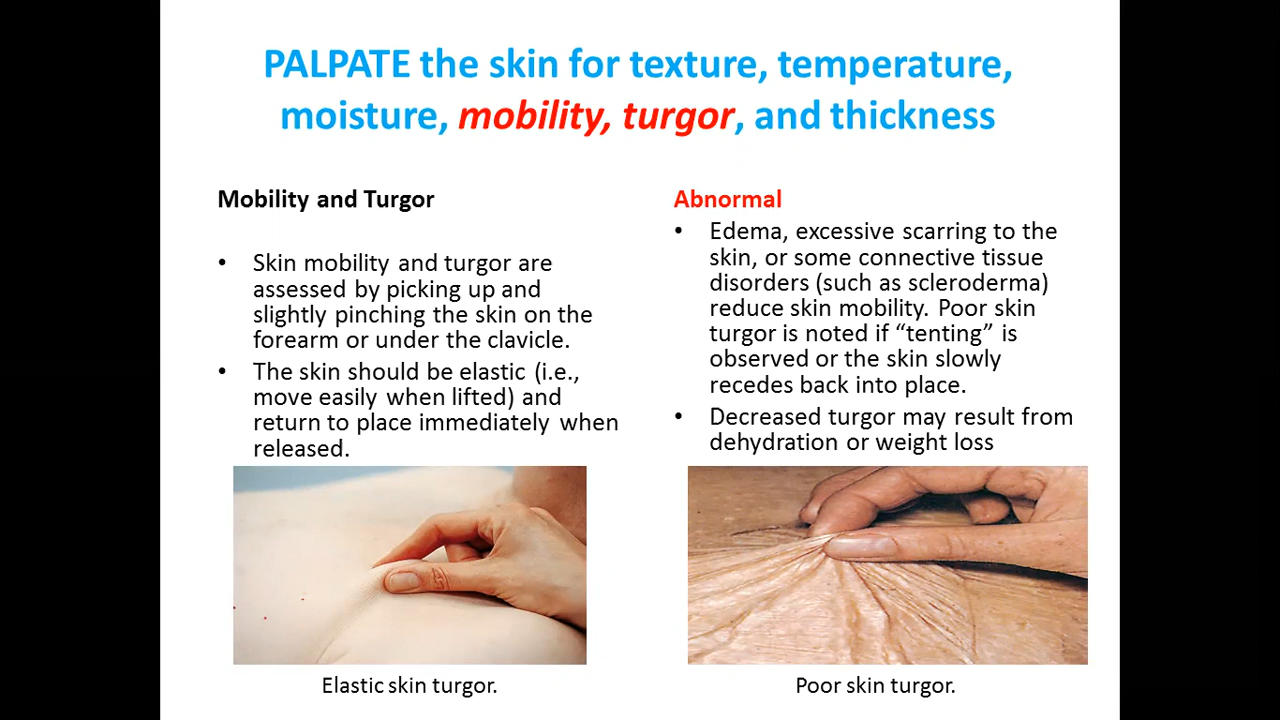 PALPATE the skin for texture, temperature,
moisture, mobility, turgor, and thickness
Mobility and Turgor
• Skin mobility and turgor are
assessed by picking up and
slightly pinching the skin on the
forearm or under the clavicle.
• The skin should be elastic (i.e.,
move easily when lifted) and
return to place immediately when
released.
Elastic skin turgor.
Abnormal
• Edema, excessive scarring to the
skin, or some connective tissue
disorders (such as scleroderma)
reduce skin mobility. Poor skin
turgor is noted if “tenting” is
observed or the skin slowly
recedes back into place.
• Decreased turgor may result from
dehydration or weight loss
Poor skin turgor.